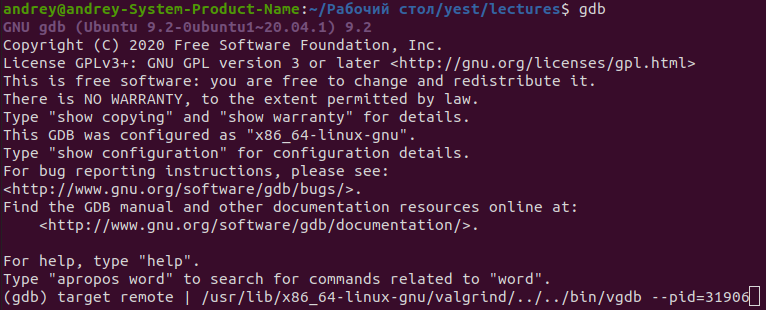 andrey@andrey-System-Product-Name:~/Рабочий стол/yest/lectures$ gdb
GNU gdb (Ubuntu 9.2-0ubuntu1~20.04.1) 9.2
Copyright (C) 2020 Free Software Foundation, Inc.
License GPLv3+: GNU GPL version 3 or later <http://gnu.org/licenses/gpl.html>
This is free software: you are free to change and redistribute it.
There is NO WARRANTY, to the extent permitted by law.
Type "show copying" and "show warranty" for details.
This GDB was configured as "x86_64-linux-gnu".
Type "show configuration" for configuration details.
For bug reporting instructions, please see:
<http://www.gnu.org/software/gdb/bugs/>.
Find the GDB manual and other documentation resources online at:
    <http://www.gnu.org/software/gdb/documentation/>.

For help, type "help".
Type "apropos word" to search for commands related to "word".
(gdb) target remote | /usr/lib/x86_64-linux-gnu/valgrind/../../bin/vgdb --pid=31906